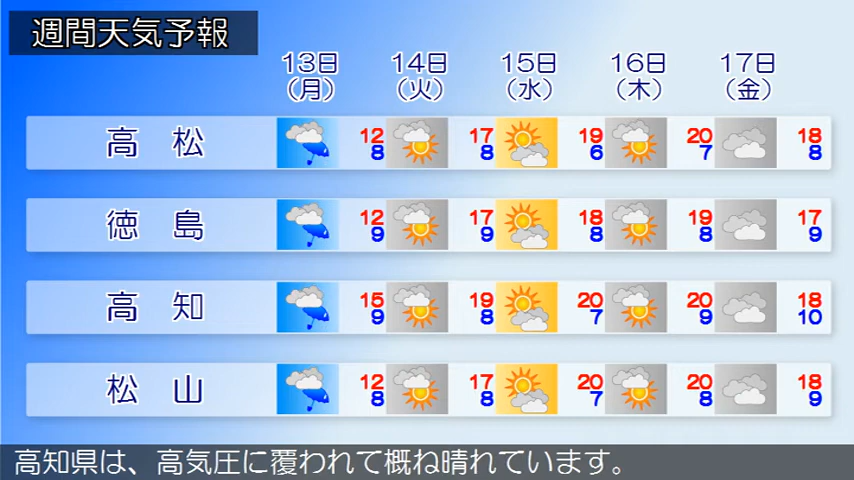 週間天気予報
13日 14日 15日 16日 17日
(月) (火) (水) (木) (金)
高松 12 8 17 8 19 6 20 7 18 8
徳島 12 9 17 9 18 8 19 8 17 9
高知 15 9 19 8 20 7 20 9 18 10
松山 12 8 17 8 20 7 20 8 18 9
高知県は、高気圧に覆われて概ね晴れています。